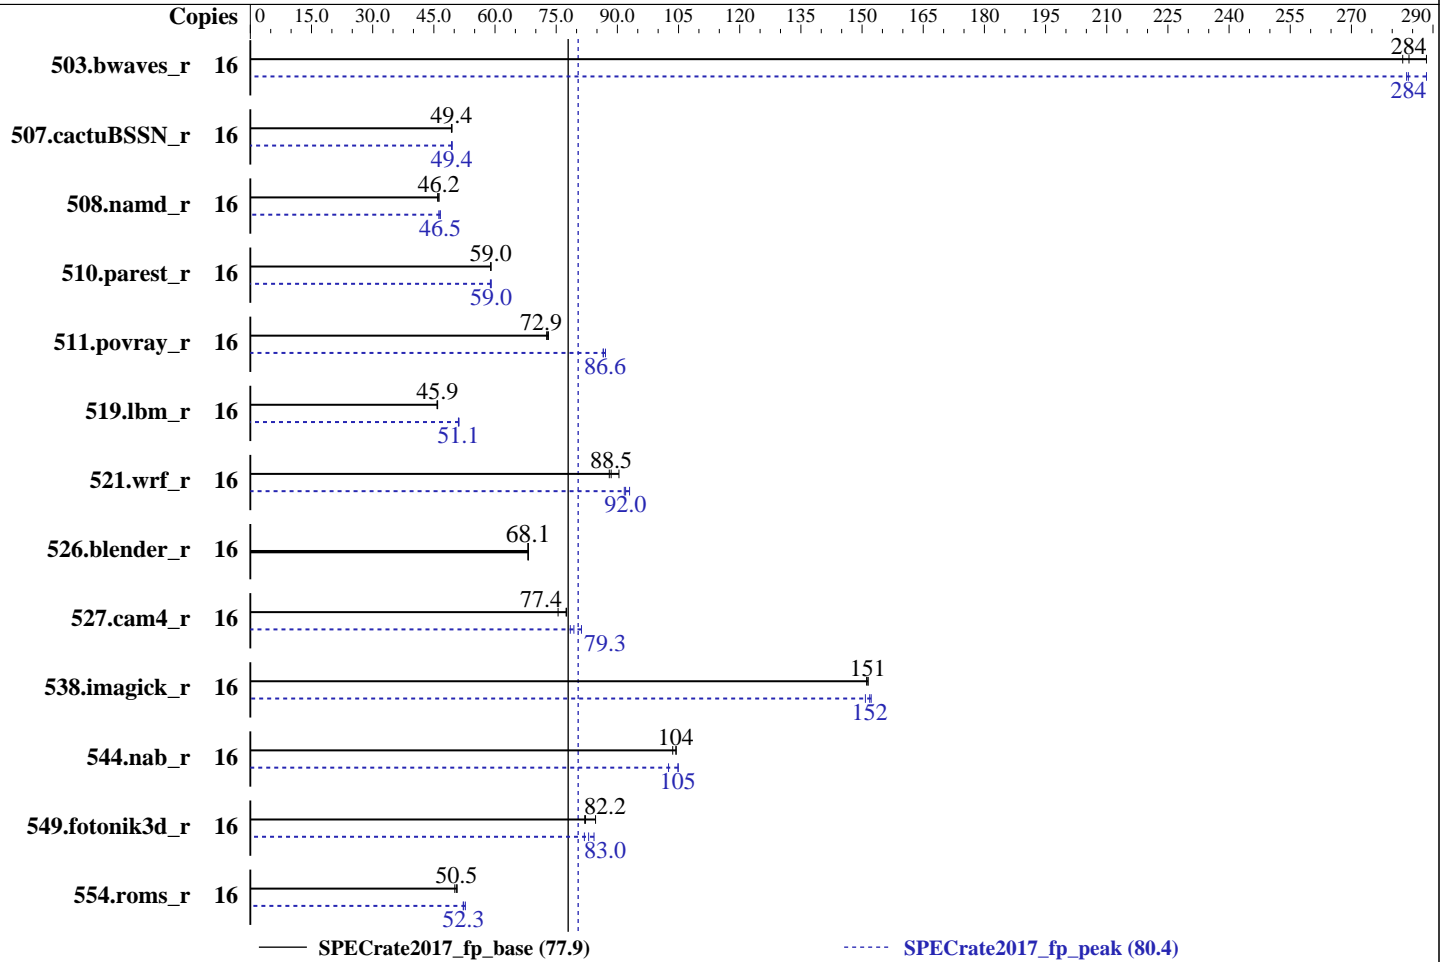 Copies 0 15.0 30.0 45.0 60.0 75.0 90.0 105 120 135 150 165 180 195 210 225 240 255 270 290
284
503.bwaves_r 16
284
49.4
507.cactuBSSN_r 16
49.4
46.2
508.namd_r 16
46.5
59.0
510.parest_r 16
59.0
72.9
511.povray_r 16
86.6
45.9
519.lbm_r 16
51.1
88.5
521.wrf_r 16
92.0
68.1
526.blender_r 16
77.4
527.cam4_r 16
79.3
151
538.imagick_r 16
152
104
544.nab_r 16
105
82.2
549.fotonik3d_r 16
83.0
50.5
554.roms_r 16
52.3
SPECrate2017_fp_base (77.9) SPECrate2017_fp_peak (80.4)